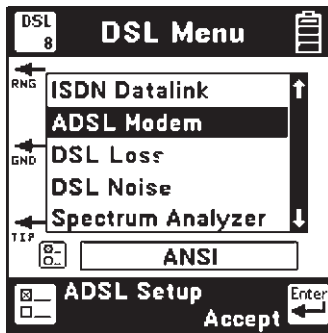 DSL
8
DSL Menu
RNG
ISDN Datalink
ADSL Modem
GND
DSL Loss
DSL Noise
TIP
Spectrum Analyzer
ANSI
ADSL Setup
Enter
Accept